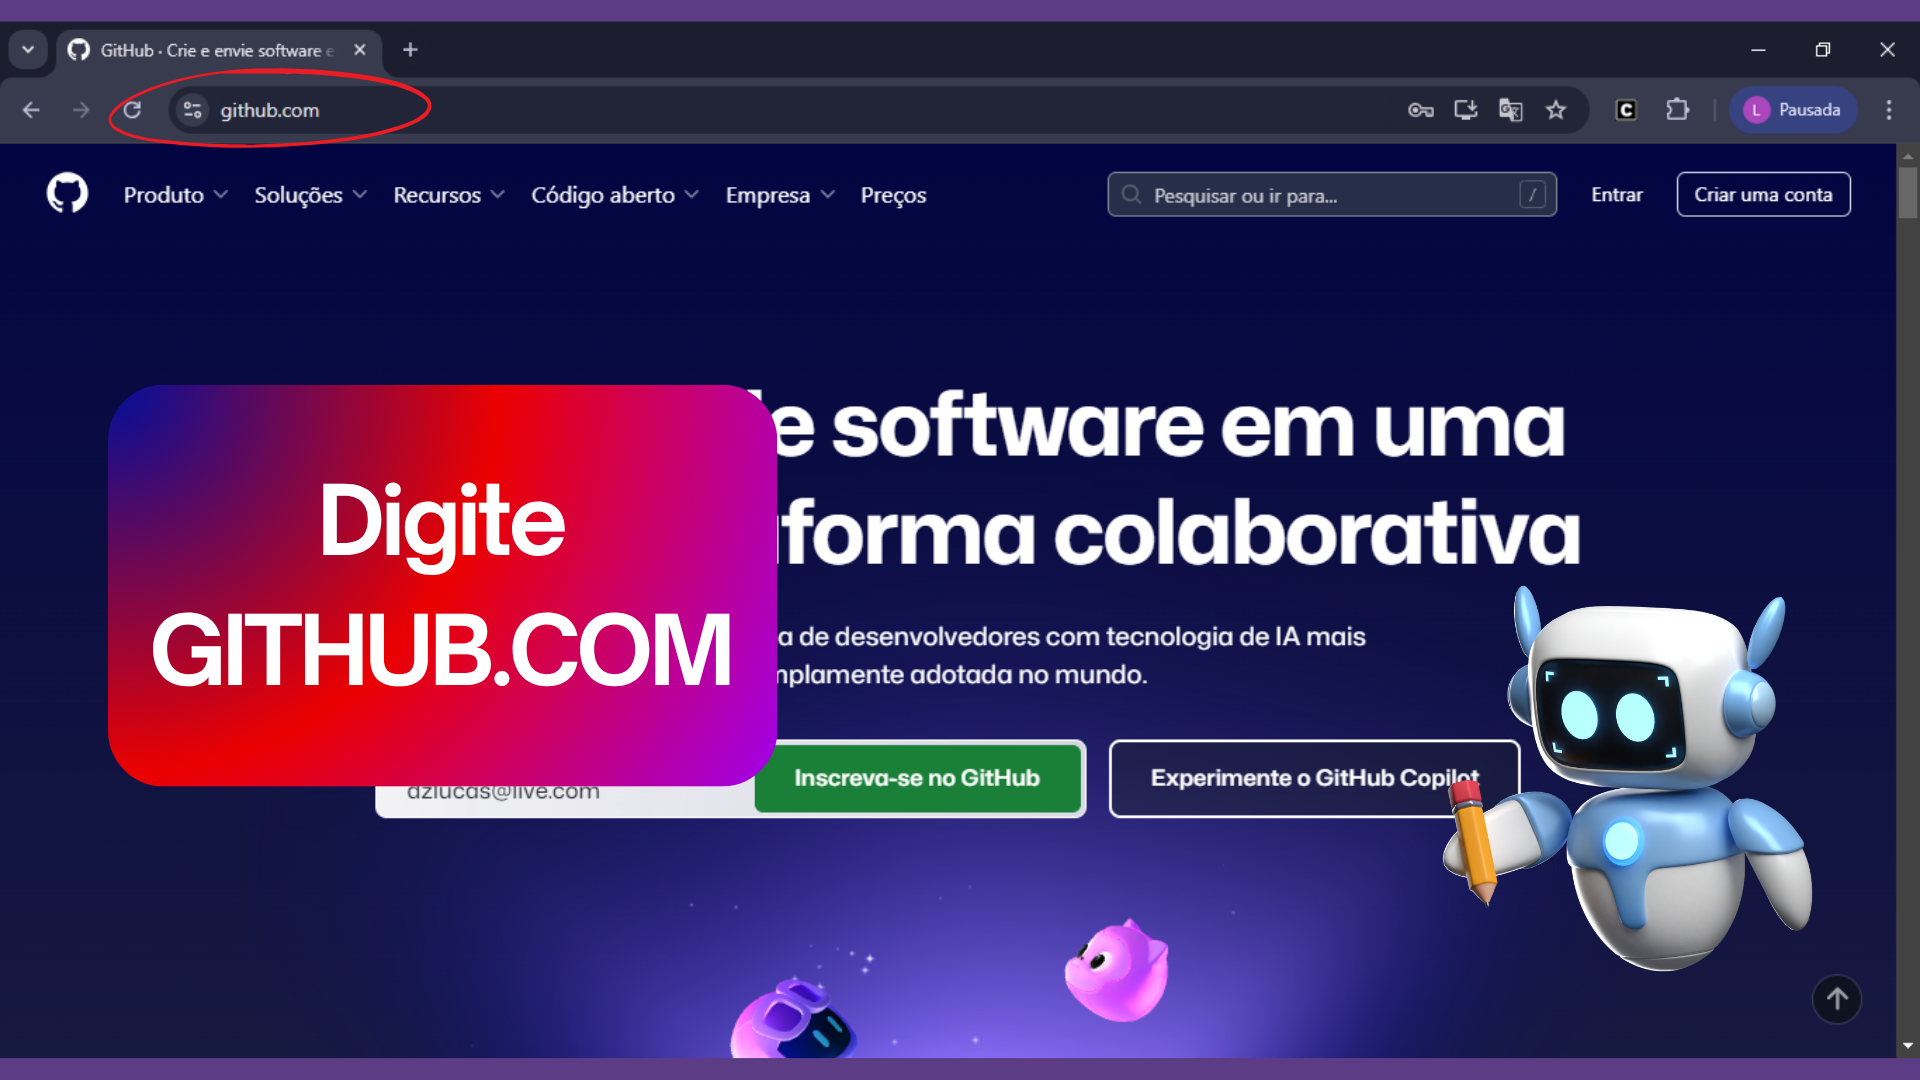 GitHub · Crie e envie software e
github.com
L Pausada
Produto Soluções Recursos Código aberto Empresa Preços
Pesquisar ou ir para... /
Entrar
Criar uma conta
software em uma
colaborativa
Digite
GITHUB.COM
de desenvolvedores com tecnologia de IA mais
adotada no mundo.
dzlucas@live.com
Inscreva-se no GitHub
Experimente o GitHub Copilot